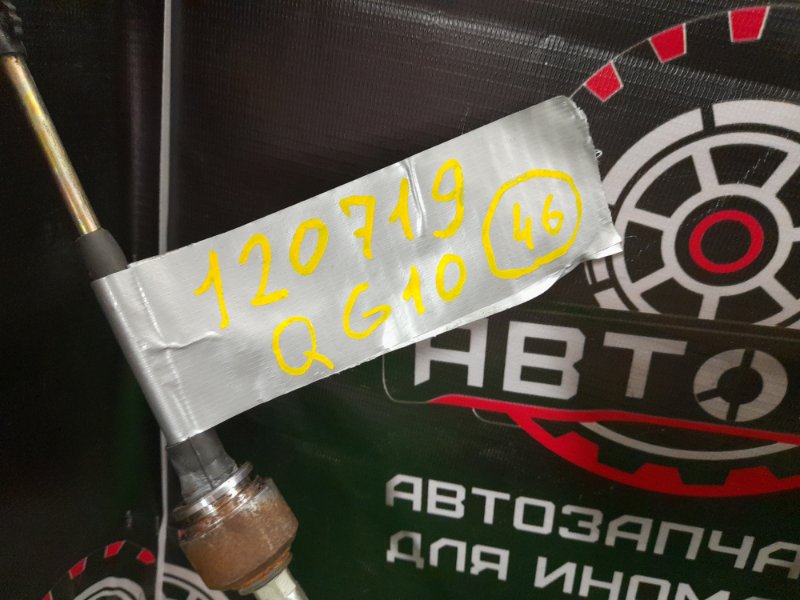 120719
QG10
46
АВТО
АВТОЗАПЧА
ДЛЯ ИНОМ